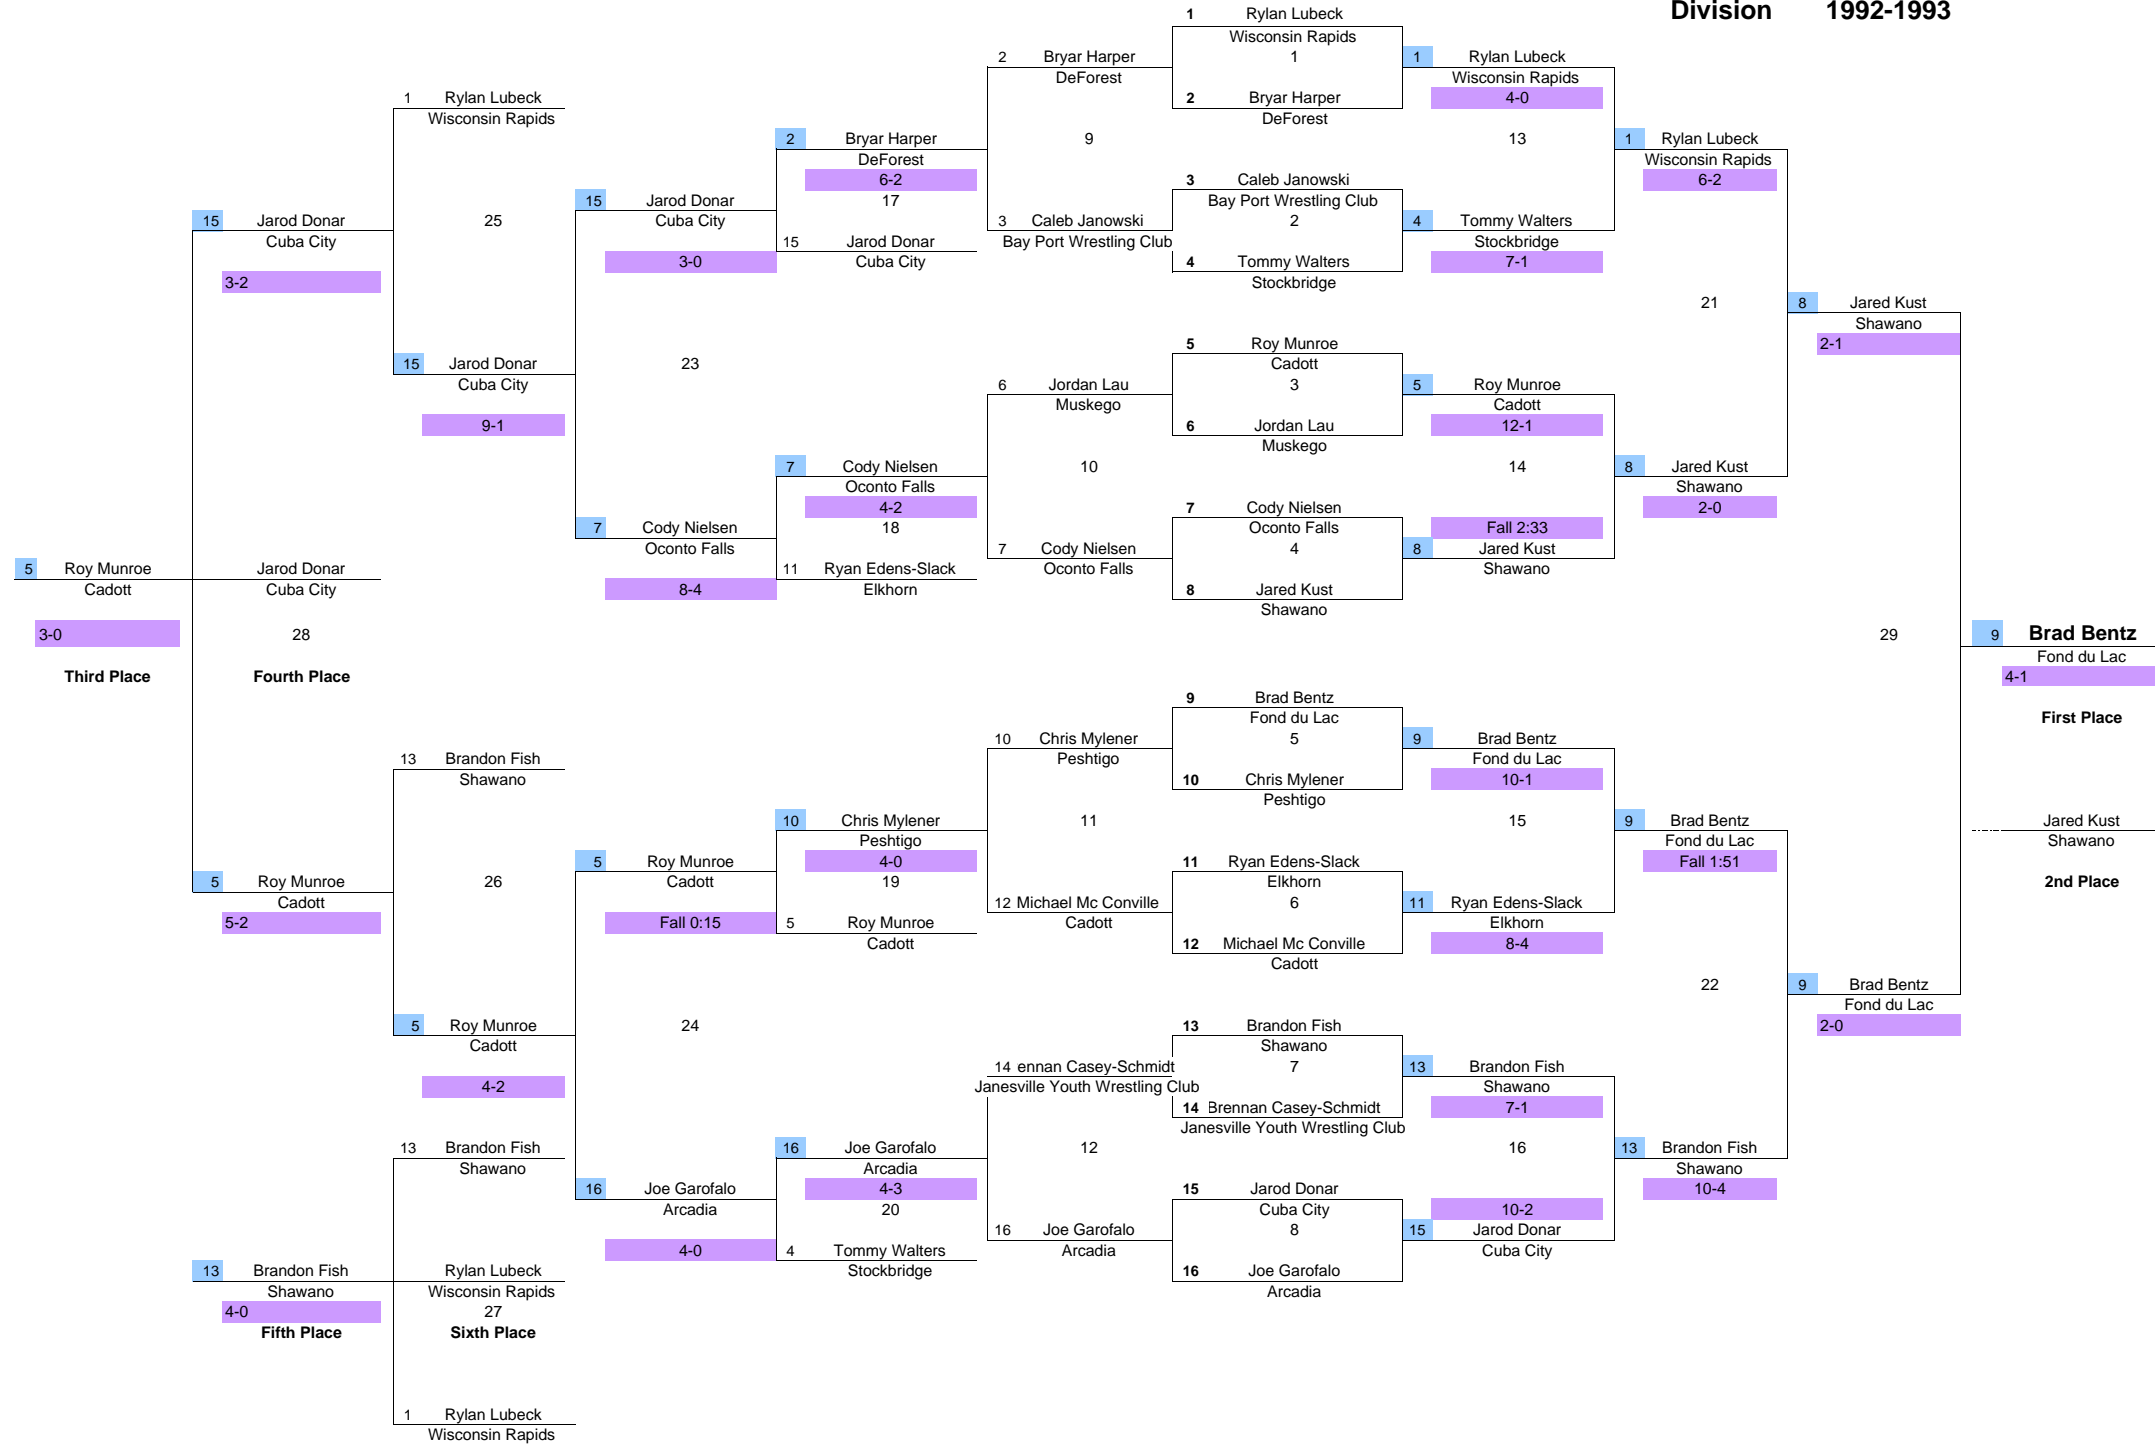 Division 1992-1993
1 Rylan Lubeck
Wisconsin Rapids
2 Bryar Harper 1 1 Rylan Lubeck
DeForest Wisconsin Rapids
1 Rylan Lubeck 2 Bryar Harper 4-0
Wisconsin Rapids DeForest
2 Bryar Harper 9 13 1 Rylan Lubeck
DeForest Wisconsin Rapids
6-2 3 Caleb Janowski 6-2
15 Jarod Donar 17 Bay Port Wrestling Club
15 Jarod Donar 25 Cuba City 3 Caleb Janowski 2 4 Tommy Walters
Cuba City 15 Jarod Donar Bay Port Wrestling Club Stockbridge
3-0 Cuba City 4 Tommy Walters 7-1
3-2 Stockbridge
21 8 Jared Kust
Shawano
5 Roy Munroe 2-1
15 Jarod Donar 23 Cadott
Cuba City 6 Jordan Lau 3 5 Roy Munroe
Muskego Cadott
9-1 6 Jordan Lau 12-1
Muskego
7 Cody Nielsen 10 14 8 Jared Kust
Oconto Falls Shawano
4-2 7 Cody Nielsen 2-0
7 Cody Nielsen 18 Oconto Falls Fall 2:33
Oconto Falls 7 Cody Nielsen 4 8 Jared Kust
5 Roy Munroe Jarod Donar 11 Ryan Edens-Slack Oconto Falls Shawano
Cadott Cuba City 8-4 Elkhorn 8 Jared Kust
Shawano
3-0 28 29 9 Brad Bentz
Fond du Lac
Third Place Fourth Place 4-1
9 Brad Bentz
Fond du Lac First Place
10 Chris Mylener 5 9 Brad Bentz
13 Brandon Fish Peshtigo Fond du Lac
Shawano 10 Chris Mylener 10-1
Peshtigo
10 Chris Mylener 11 15 9 Brad Bentz Jared Kust
Peshtigo Fond du Lac Shawano
5 Roy Munroe 4-0 11 Ryan Edens-Slack Fall 1:51
5 Roy Munroe 26 Cadott 19 Elkhorn 2nd Place
Cadott 12 Michael Mc Conville 6 11 Ryan Edens-Slack
5-2 Fall 0:15 5 Roy Munroe Cadott Elkhorn
Cadott 12 Michael Mc Conville 8-4
Cadott
22 9 Brad Bentz
Fond du Lac
5 Roy Munroe 24 13 Brandon Fish 2-0
Cadott Shawano
14 ennan Casey-Schmidt 7 13 Brandon Fish
4-2 Janesville Youth Wrestling Club Shawano
14 Brennan Casey-Schmidt 7-1
Janesville Youth Wrestling Club
13 Brandon Fish 16 Joe Garofalo 12 16 13 Brandon Fish
Shawano Arcadia Shawano
16 Joe Garofalo 4-3 15 Jarod Donar 10-4
Arcadia 20 Cuba City 10-2
16 Joe Garofalo 8 15 Jarod Donar
4-0 4 Tommy Walters Arcadia Cuba City
13 Brandon Fish Rylan Lubeck Stockbridge 16 Joe Garofalo
Shawano Wisconsin Rapids Arcadia
4-0 27
Fifth Place Sixth Place
1 Rylan Lubeck
Wisconsin Rapids